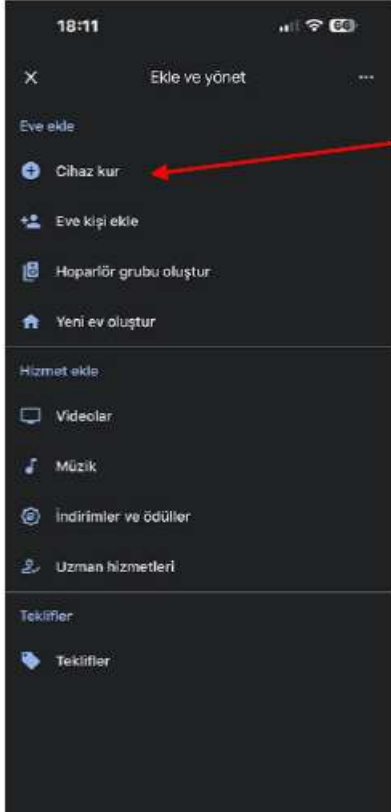 18:11
66
Ekle ve yönet
Eve ekle
Cihaz kur
Eve kişi ekle
Hoparlör grubu oluştur
Yeni ev oluştur
Hizmet ekle
Videolar
Müzik
İndirimler ve ödüller
Uzman hizmetleri
Teklifler
Teklifler